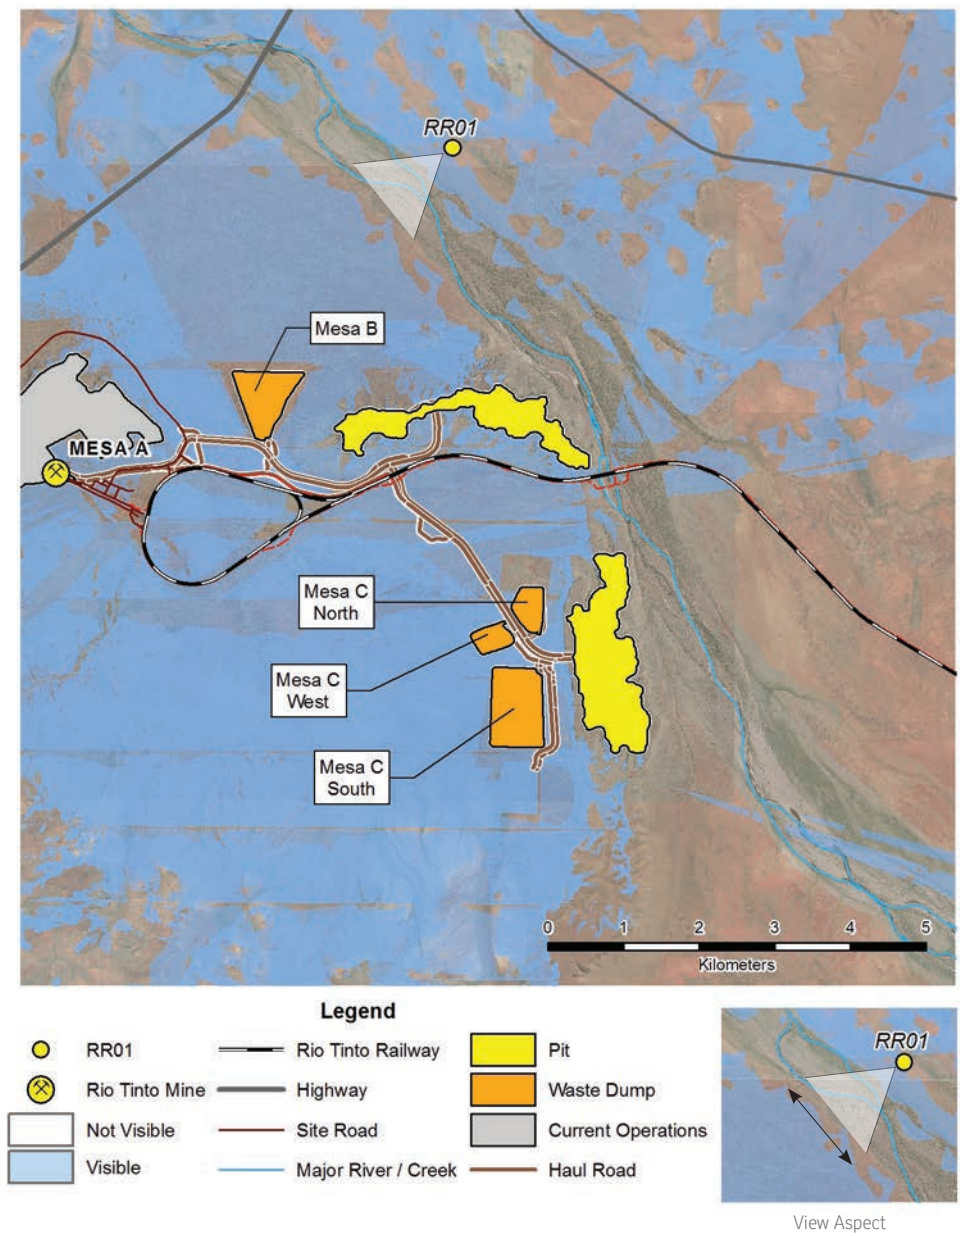 RR01
Mesa B
MESA A
Mesa C
North
Mesa C
West
Mesa C
South
0 1 2 3 4 5
Kilometers
Legend
RR01
Rio Tinto Mine
Not Visible
Visible
Rio Tinto Railway
Highway
Site Road
Major River / Creek
Pit
Waste Dump
Current Operations
Haul Road
RR01
View Aspect